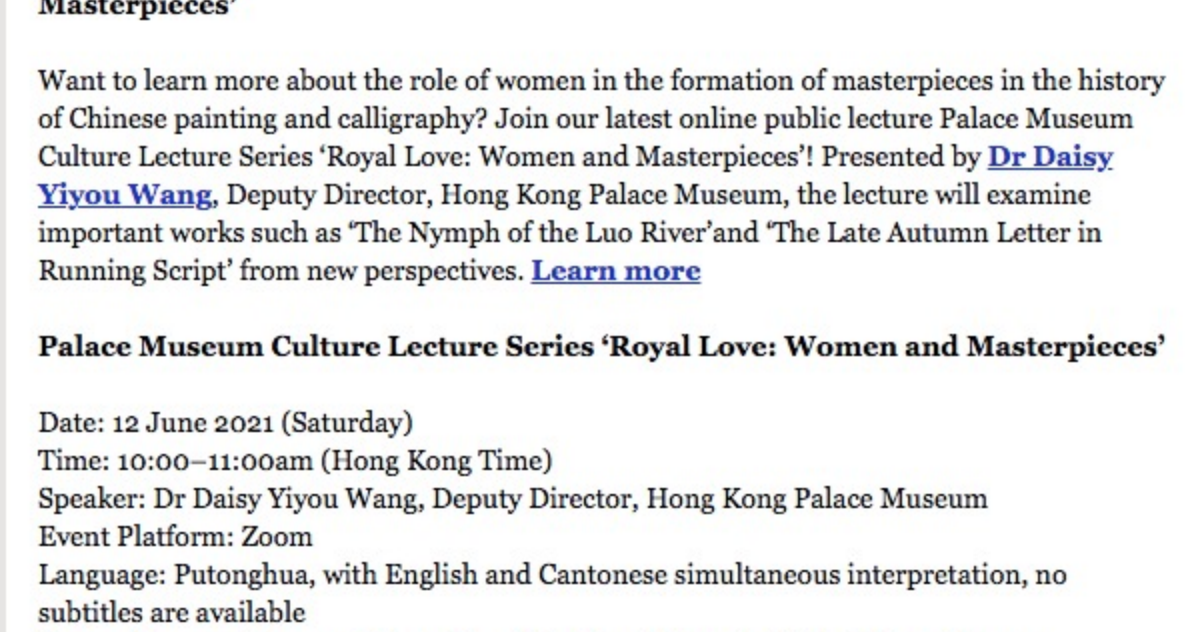 Masterpieces’
Want to learn more about the role of women in the formation of masterpieces in the history
of Chinese painting and calligraphy? Join our latest online public lecture Palace Museum
Culture Lecture Series ‘Royal Love: Women and Masterpieces’! Presented by Dr Daisy
Yiyou Wang, Deputy Director, Hong Kong Palace Museum, the lecture will examine
important works such as ‘The Nymph of the Luo River’and ‘The Late Autumn Letter in
Running Script’ from new perspectives. Learn more
Palace Museum Culture Lecture Series ‘Royal Love: Women and Masterpieces’
Date: 12 June 2021 (Saturday)
Time: 10:00–11:00am (Hong Kong Time)
Speaker: Dr Daisy Yiyou Wang, Deputy Director, Hong Kong Palace Museum
Event Platform: Zoom
Language: Putonghua, with English and Cantonese simultaneous interpretation, no
subtitles are available